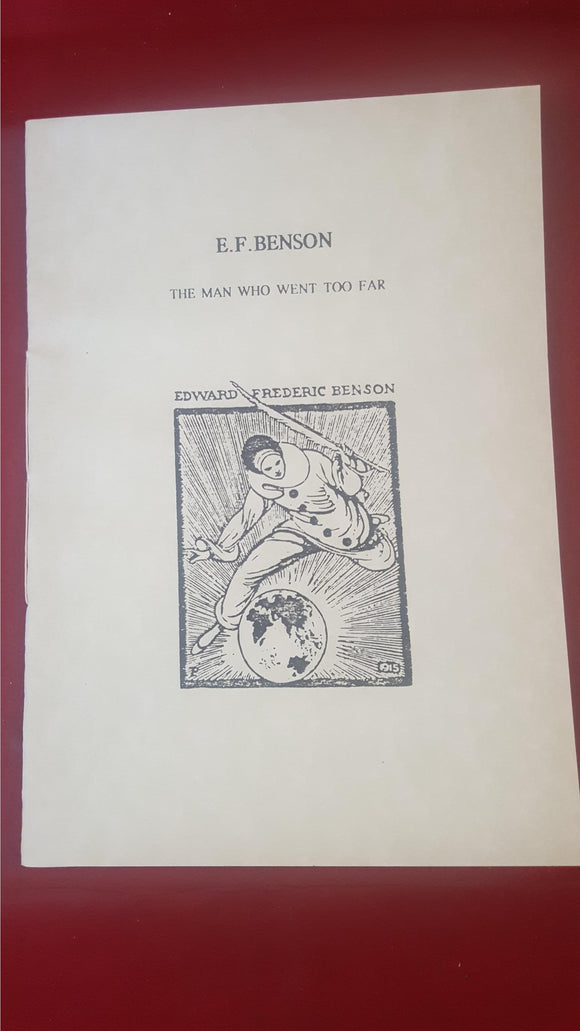 E.F.BENSON
THE MAN WHO WENT TOO FAR
EDWARD FREDERIC BENSON
1915